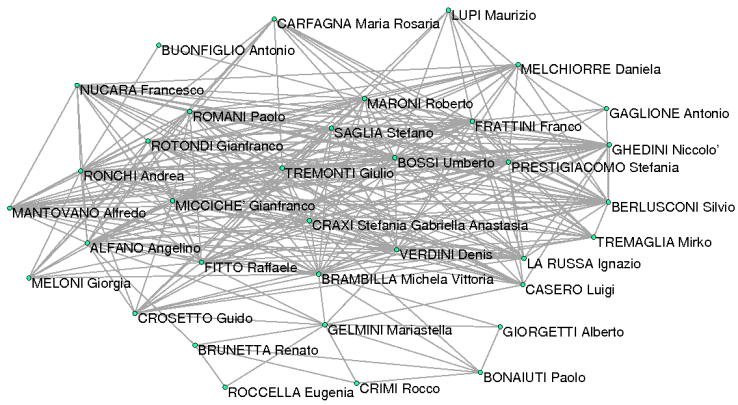 LUPI Maurizio
CARFAGNA Maria Rosaria
BUONFIGLIO Antonio
MELCHIORRE Daniela
NUCARA Francesco
MARONI Roberto
GAGLIONE Antonio
ROMANI Paolo
FRATTINI Franco
SAGLIA Stefano
ROTONDI Gianfranco
GHEDINI Niccolo'
BOSSI Umberto
PRESTIGIACOMO Stefania
RONCHI Andrea
TREMONTI Giulio
MICCICHE' Gianfranco
BERLUSCONI Silvio
MANTOVANO Alfredo
CRAXI Stefania Gabriella Anastasia
TREMAGLIA Mirko
ALFANO Angelino
VERDINI Denis
LA RUSSA Ignazio
FITTO Raffaele
BRAMBILLA Michela Vittoria
MELONI Giorgia
CASERO Luigi
CROSETTO Guido
GELMINI Mariastella
GIORGETTI Alberto
BRUNETTA Renato
BONAIUTI Paolo
CRIMI Rocco
ROCCELLA Eugenia